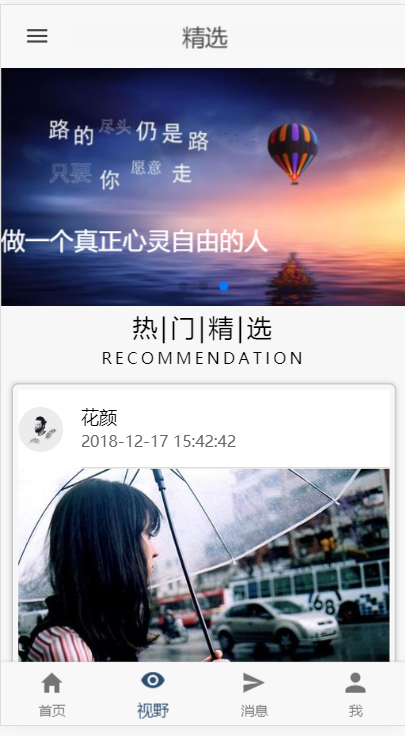 精选
路的尽头仍是路
只要你愿意走
做一个真正心灵自由的人
热|门|精|选
RECOMMENDATION
花颜
2018-12-17 15:42:42
168
首页 视野 消息 我